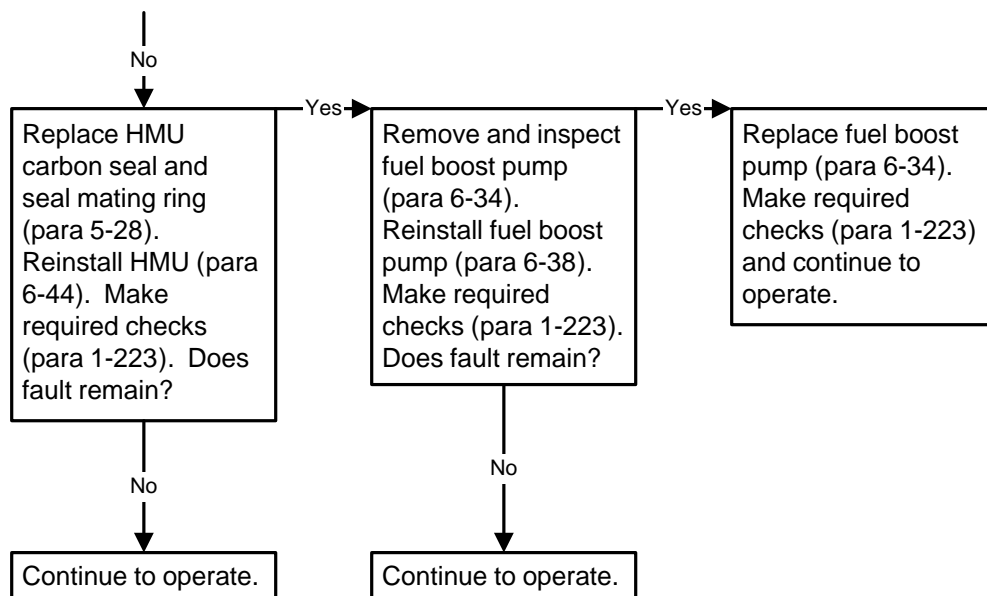 No
Replace HMU
carbon seal and
seal mating ring
(para 5-28).
Reinstall HMU (para
6-44).  Make
required checks
(para 1-223).  Does
fault remain?
Yes
Remove and inspect
fuel boost pump
(para 6-34).
Reinstall fuel boost
pump (para 6-38).
Make required
checks (para 1-223).
Does fault remain?
Yes
Replace fuel boost
pump (para 6-34).
Make required
checks (para 1-223)
and continue to
operate.
No
No
Continue to operate.
Continue to operate.